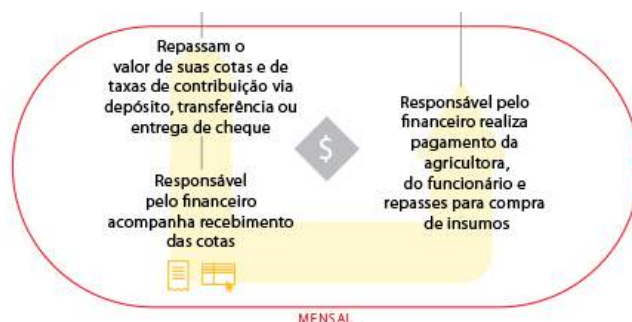 Repassam o
valor de suas cotas e de
taxas de contribuição via
depósito, transferência ou
entrega de cheque
Responsável
pelo financeiro
acompanha recebimento
das cotas
$
Responsável pelo
financeiro realiza
pagamento da
agricultora,
do funcionário e
repasses para compra
de insumos
MENSAL